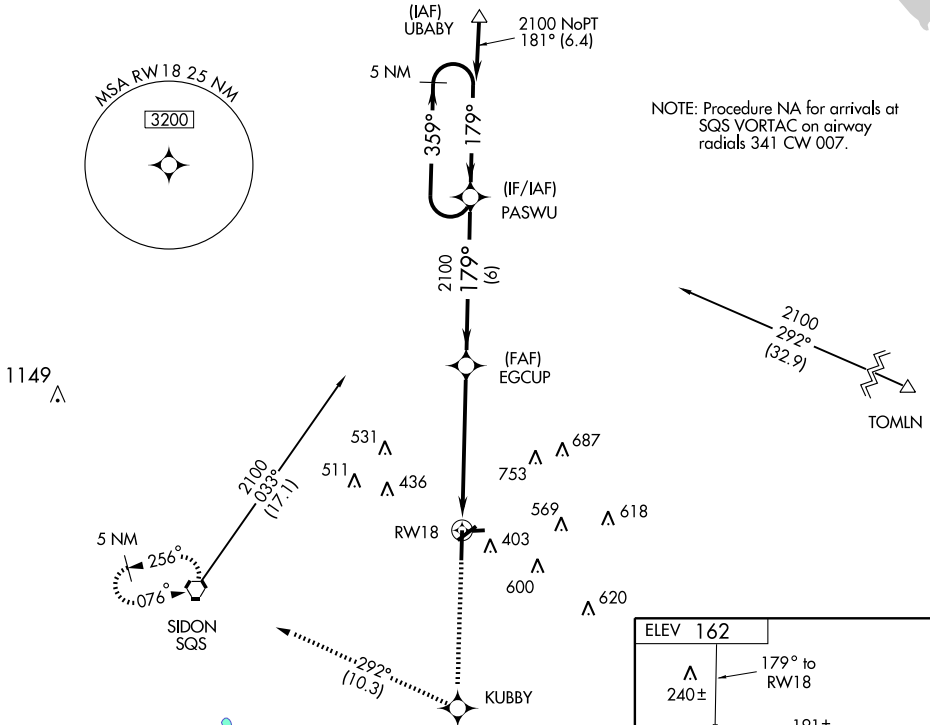 (IAF)
UBABY
2100 NoPT
181° (6.4)
5 NM
MSA RW18 25 NM
3200
359°
179°
NOTE: Procedure NA for arrivals at
SQS VORTAC on airway
radials 341 CW 007.
(IF/IAF)
PASWU
2100
179°
(6)
2100
292°
(32.9)
TOMLN
(FAF)
EGCUP
1149
531
511
436
687
753
569
618
2100
033°
(17.1)
RW18
403
600
620
5 NM
256°
076°
SIDON
SQS
292°
(10.3)
KUBBY
ELEV 162
179° to
RW18
240±
191±